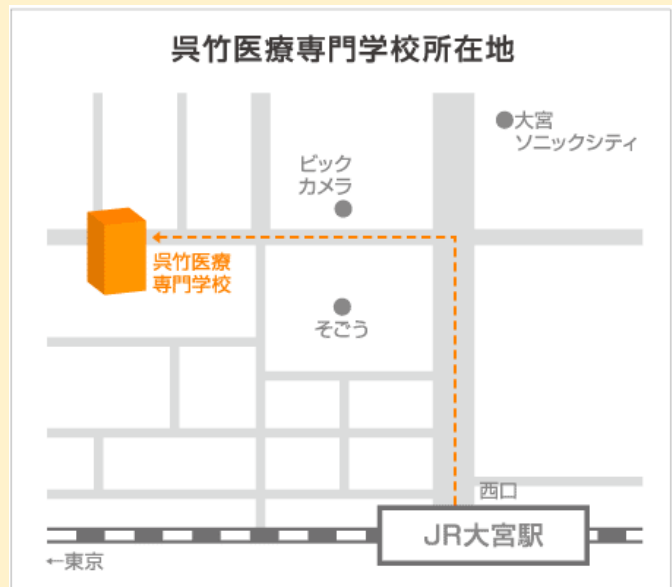 呉竹医療専門学校所在地
大宮
ソニックシティ
ビック
カメラ
呉竹医療
専門学校
そごう
西口
JR大宮駅
←東京